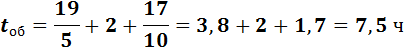 t_об = 19/5 + 2 + 17/10 = 3,8 + 2 + 1,7 = 7,5 ч